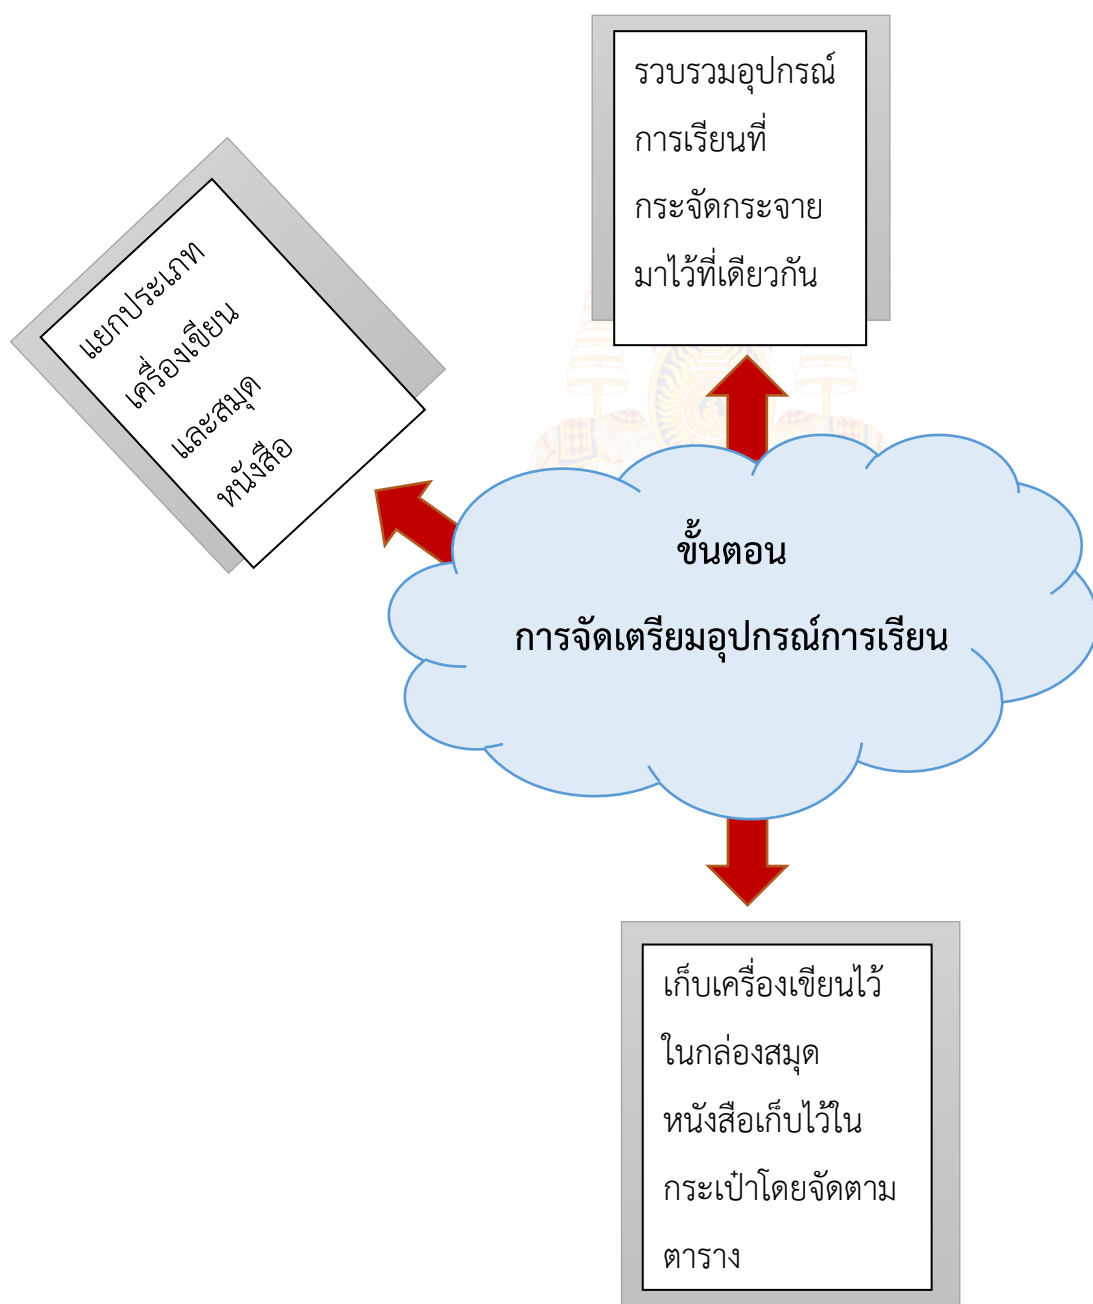 รวบรวมอุปกรณ์
การเรียนที่
กระจัดกระจาย
มาไว้ที่เดียวกัน
แยกประเภท
เครื่องเขียน
และสมุด
หนังสือ
ขั้นตอน
การจัดเตรียมอุปกรณ์การเรียน
เก็บเครื่องเขียนไว้
ในกล่องสมุด
หนังสือเก็บไว้ใน
กระเป๋าโดยจัดตาม
ตาราง